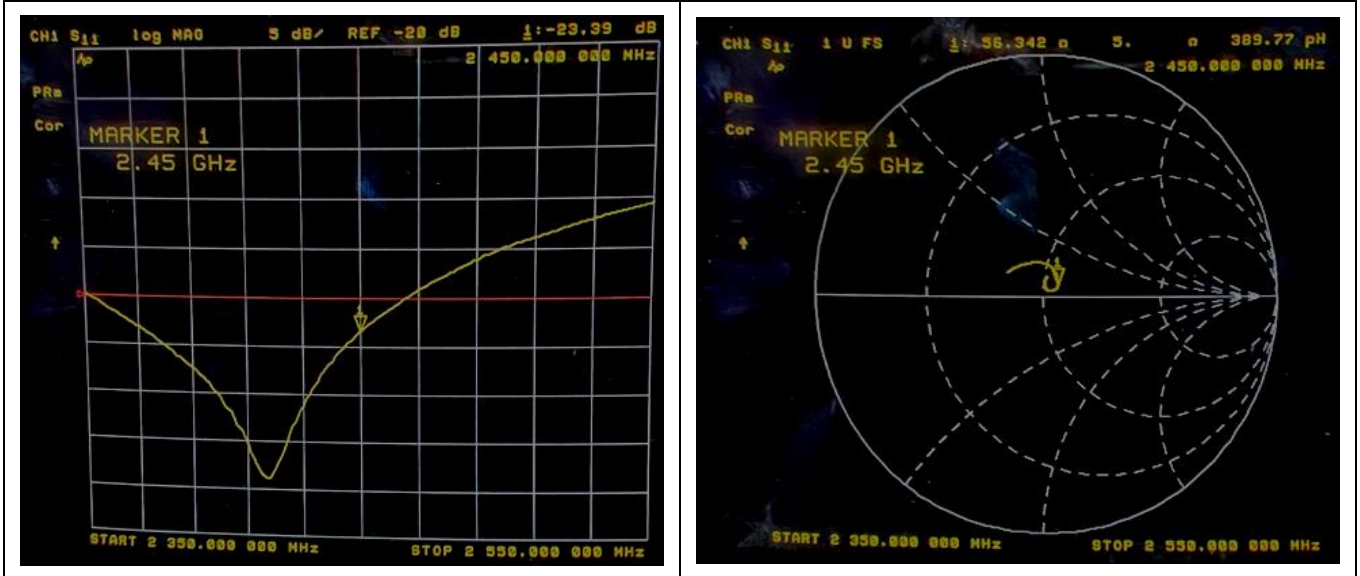 CH1 S11 log MAG 5 dB/ REF -20 dB 1:-23.39 dB
2 450.000 000 MHz
PRm
Cor
MARKER 1
2.45 GHz
START 2 350.000 000 MHz STOP 2 550.000 000 MHz
CH1 S11 1 U FS 1: 56.342 Ω 5. Ω 389.77 pH
2 450.000 000 MHz
PRm
Cor
MARKER 1
2.45 GHz
START 2 350.000 000 MHz STOP 2 550.000 000 MHz